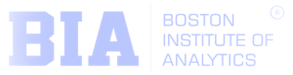 BIA
BOSTON
INSTITUTE OF
ANALYTICS
®